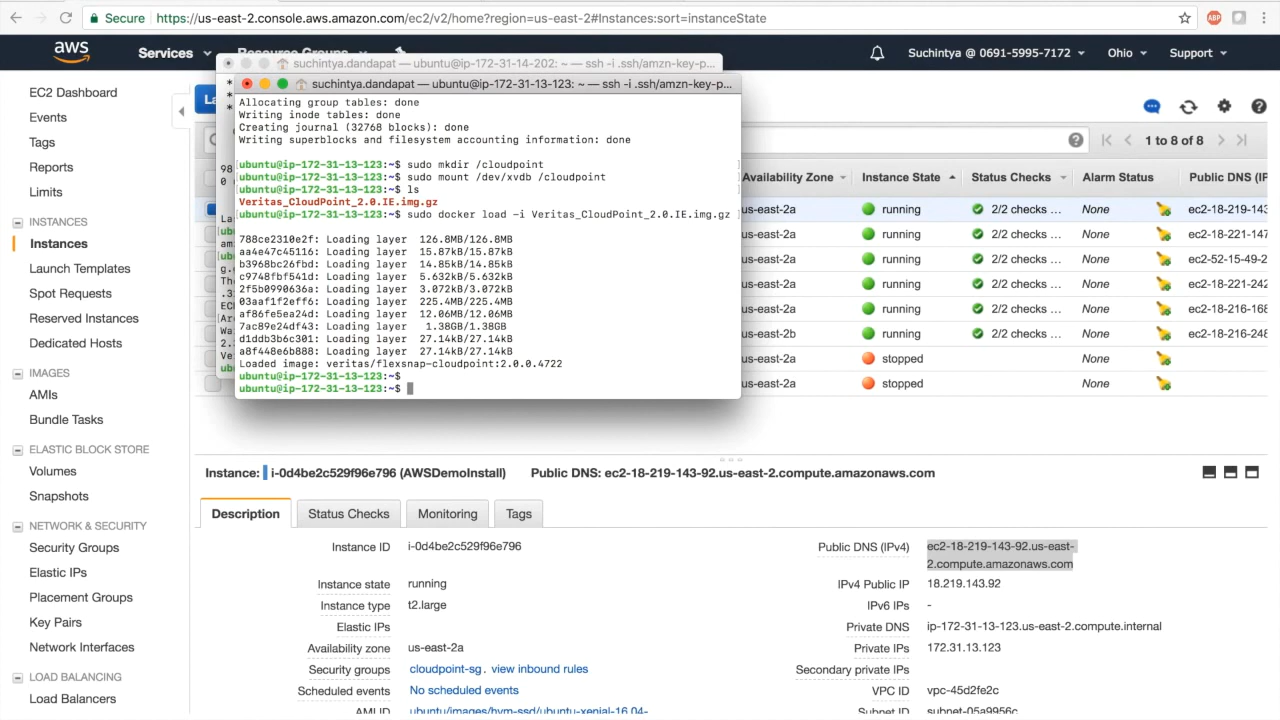 Secure https://us-east-2.console.aws.amazon.com/ec2/v2/home?region=us-east-2#Instances:sort=instanceState
ABP
aws Services Suchintya @ 0691-5995-7172 Ohio Support
suchintya.dandapat — ubuntu@ip-172-31-14-202: ~ — ssh -i .ssh/amzn-key-p...
suchintya.dandapat — ubuntu@ip-172-31-13-123: ~ — ssh -i .ssh/amzn-key-p...
Allocating group tables: done
Writing inode tables: done
Creating journal (32768 blocks): done
Writing superblocks and filesystem accounting information: done
ubuntu@ip-172-31-13-123:~$ sudo mkdir /cloudpoint
ubuntu@ip-172-31-13-123:~$ sudo mount /dev/xvdb /cloudpoint
ubuntu@ip-172-31-13-123:~$ ls
Veritas_CloudPoint_2.0.IE.img.gz
ubuntu@ip-172-31-13-123:~$ sudo docker load -i Veritas_CloudPoint_2.0.IE.img.gz
788ce2310e2f: Loading layer 126.8MB/126.8MB
aa4e47c45116: Loading layer 15.87kB/15.87kB
b3968bc26fbd: Loading layer 14.85kB/14.85kB
c9748fbf541d: Loading layer 5.632kB/5.632kB
2f5b0990636a: Loading layer 3.072kB/3.072kB
03aaf1f2eff6: Loading layer 225.4MB/225.4MB
af86fe5ea24d: Loading layer 12.06MB/12.06MB
7ac89e24df43: Loading layer 1.38GB/1.38GB
d1ddb3b6c301: Loading layer 27.14kB/27.14kB
a8f448e6b888: Loading layer 27.14kB/27.14kB
Loaded image: veritas/flexsnap-cloudpoint:2.0.0.4722
ubuntu@ip-172-31-13-123:~$
ubuntu@ip-172-31-13-123:~$
EC2 Dashboard
Events
Tags
Reports
Limits
INSTANCES
Instances
Launch Templates
Spot Requests
Reserved Instances
Dedicated Hosts
IMAGES
AMIs
Bundle Tasks
ELASTIC BLOCK STORE
Volumes
Snapshots
NETWORK & SECURITY
Security Groups
Elastic IPs
Placement Groups
Key Pairs
Network Interfaces
LOAD BALANCING
Load Balancers
1 to 8 of 8
Availability Zone Instance State Status Checks Alarm Status Public DNS (IP
us-east-2a running 2/2 checks ... None ec2-18-219-143
us-east-2a running 2/2 checks ... None ec2-18-221-147
us-east-2a running 2/2 checks ... None ec2-52-15-49-2
us-east-2a running 2/2 checks ... None ec2-18-221-242
us-east-2a running 2/2 checks ... None ec2-18-216-168
us-east-2b running 2/2 checks ... None ec2-18-216-248
us-east-2a stopped None
us-east-2a stopped None
Instance: i-0d4be2c529f96e796 (AWSDemoInstall) Public DNS: ec2-18-219-143-92.us-east-2.compute.amazonaws.com
Description Status Checks Monitoring Tags
Instance ID i-0d4be2c529f96e796
Instance state running
Instance type t2.large
Elastic IPs
Availability zone us-east-2a
Security groups cloudpoint-sg. view inbound rules
Scheduled events No scheduled events
AMI ID ubuntu/images/hvm-ssd/ubuntu-xenial-16.04-
Public DNS (IPv4) ec2-18-219-143-92.us-east-
2.compute.amazonaws.com
IPv4 Public IP 18.219.143.92
IPv6 IPs -
Private DNS ip-172-31-13-123.us-east-2.compute.internal
Private IPs 172.31.13.123
Secondary private IPs
VPC ID vpc-45d2fe2c
Subnet ID subnet-05a9956c